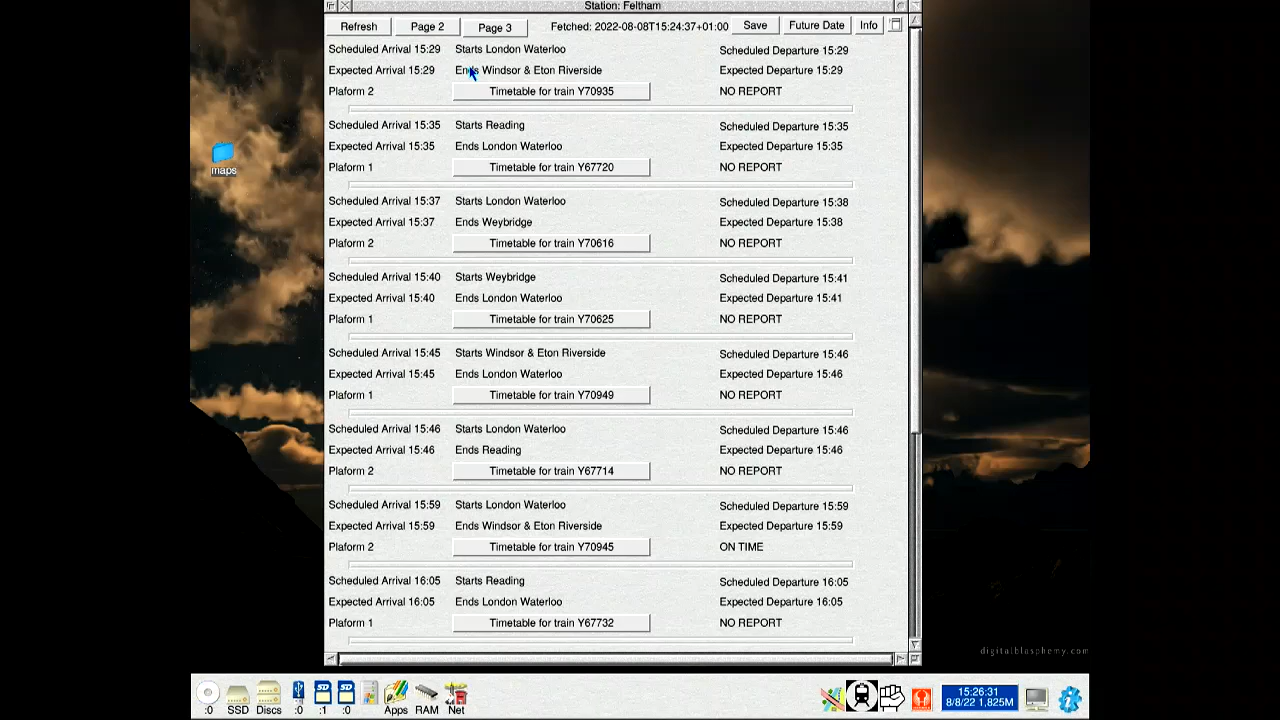 Station: Feltham
Refresh Page 2 Page 3 Fetched: 2022-08-08T15:24:37+01:00 Save Future Date Info
Scheduled Arrival 15:29 Starts London Waterloo Scheduled Departure 15:29
Expected Arrival 15:29 Ends Windsor & Eton Riverside Expected Departure 15:29
Plaform 2 Timetable for train Y70935 NO REPORT
Scheduled Arrival 15:35 Starts Reading Scheduled Departure 15:35
Expected Arrival 15:35 Ends London Waterloo Expected Departure 15:35
Plaform 1 Timetable for train Y67720 NO REPORT
Scheduled Arrival 15:37 Starts London Waterloo Scheduled Departure 15:38
Expected Arrival 15:37 Ends Weybridge Expected Departure 15:38
Plaform 2 Timetable for train Y70616 NO REPORT
Scheduled Arrival 15:40 Starts Weybridge Scheduled Departure 15:41
Expected Arrival 15:40 Ends London Waterloo Expected Departure 15:41
Plaform 1 Timetable for train Y70625 NO REPORT
Scheduled Arrival 15:45 Starts Windsor & Eton Riverside Scheduled Departure 15:46
Expected Arrival 15:45 Ends London Waterloo Expected Departure 15:46
Plaform 1 Timetable for train Y70949 NO REPORT
Scheduled Arrival 15:46 Starts London Waterloo Scheduled Departure 15:46
Expected Arrival 15:46 Ends Reading Expected Departure 15:46
Plaform 2 Timetable for train Y67714 NO REPORT
Scheduled Arrival 15:59 Starts London Waterloo Scheduled Departure 15:59
Expected Arrival 15:59 Ends Windsor & Eton Riverside Expected Departure 15:59
Plaform 2 Timetable for train Y70945 ON TIME
Scheduled Arrival 16:05 Starts Reading Scheduled Departure 16:05
Expected Arrival 16:05 Ends London Waterloo Expected Departure 16:05
Plaform 1 Timetable for train Y67732 NO REPORT
maps
digitalblasphemy.com
:0 SSD Discs :4 SD :1 SD :0 Apps RAM Net
15:26:31
8/8/22 1,825M